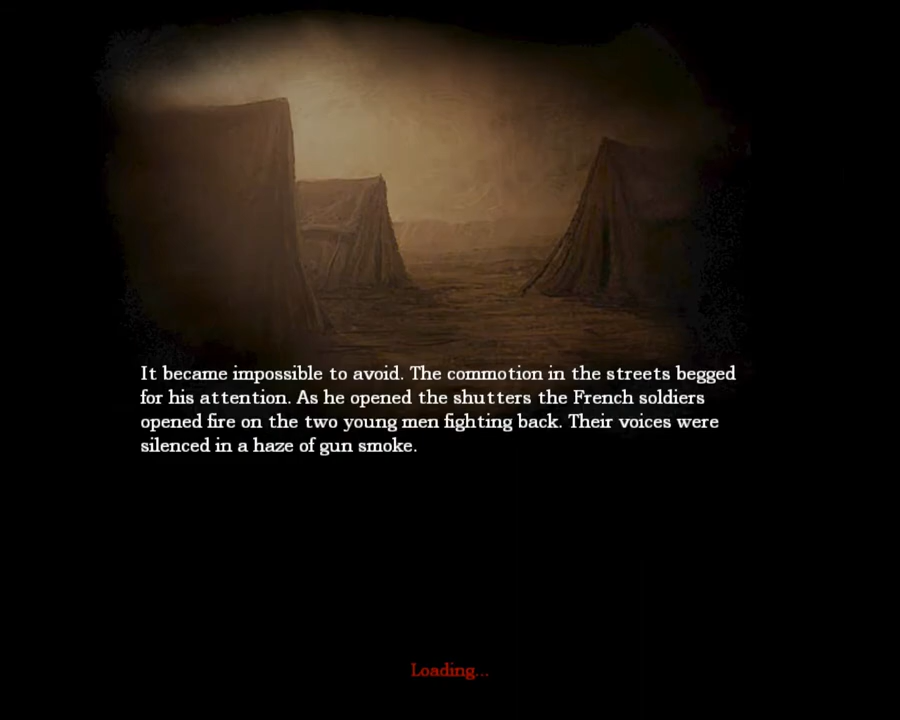 It became impossible to avoid. The commotion in the streets begged
for his attention. As he opened the shutters the French soldiers
opened fire on the two young men fighting back. Their voices were
silenced in a haze of gun smoke.
Loading...